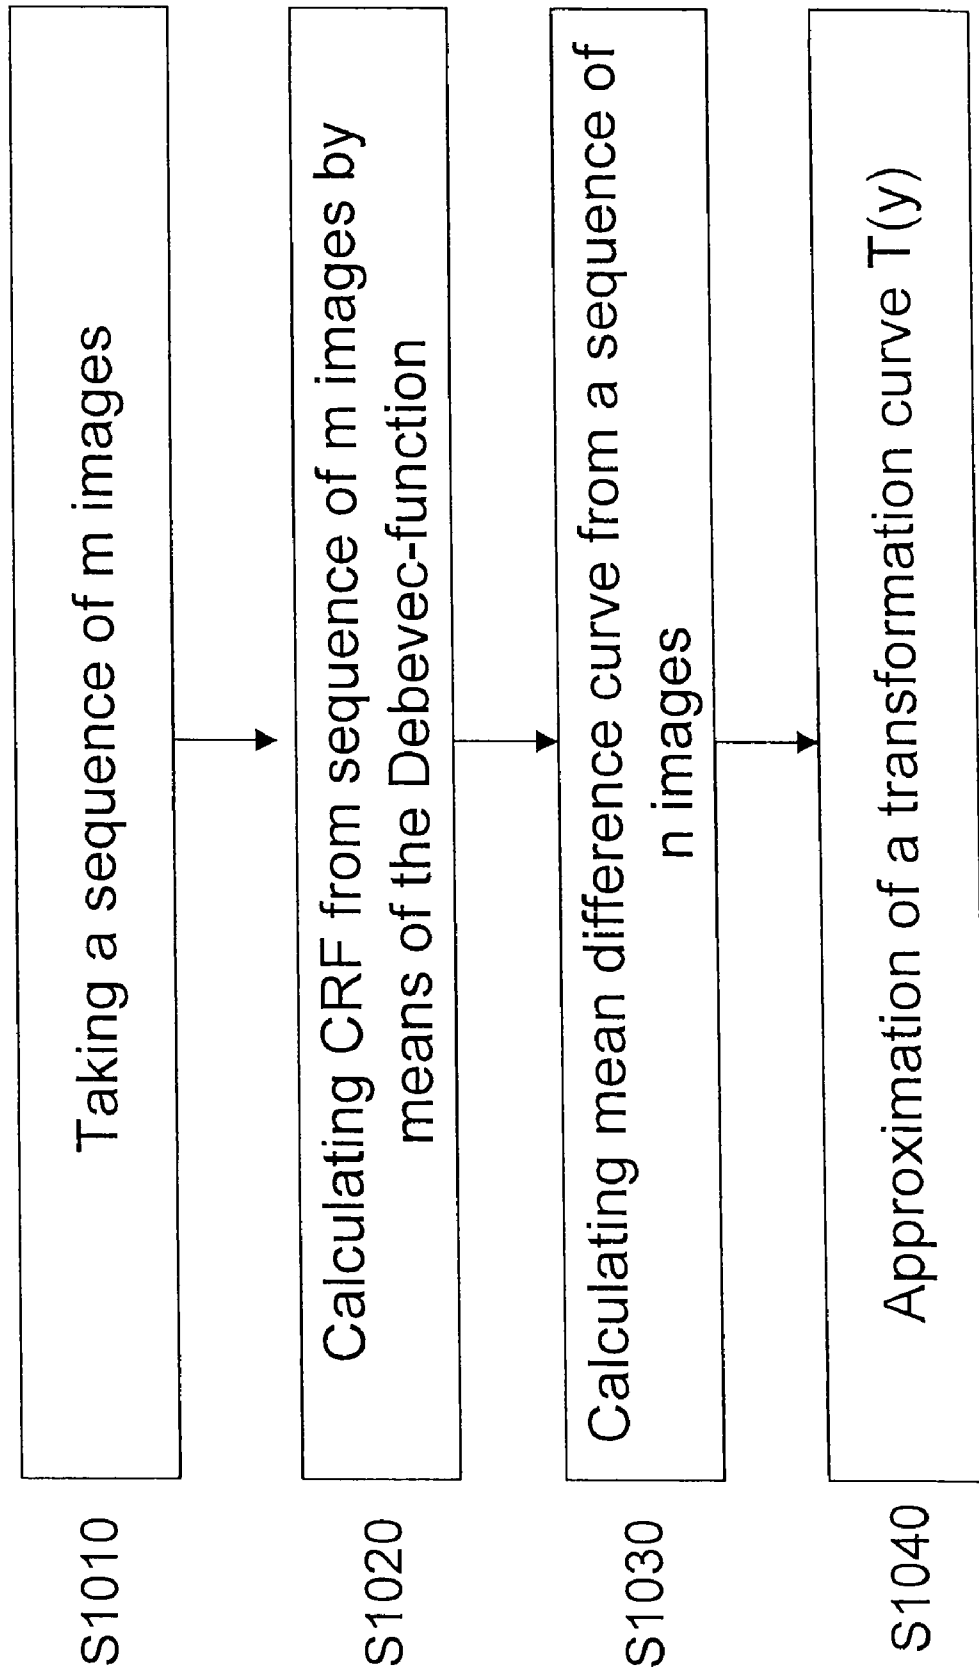 S1010
Taking a sequence of m images
S1020
Calculating CRF from sequence of m images by
means of the Debevec-function
S1030
Calculating mean difference curve from a sequence of
n images
S1040
Approximation of a transformation curve T(y)